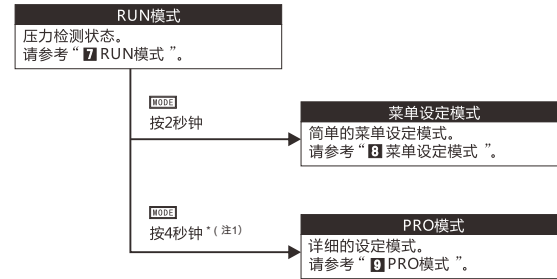 RUN模式
压力检测状态。
请参考“ 7 RUN模式 ”。
MODE
按2秒钟
菜单设定模式
简单的菜单设定模式。
请参考“ 8 菜单设定模式 ”。
MODE
按4秒钟 *( 注1)
PRO模式
详细的设定模式。
请参考“ 9 PRO模式 ”。